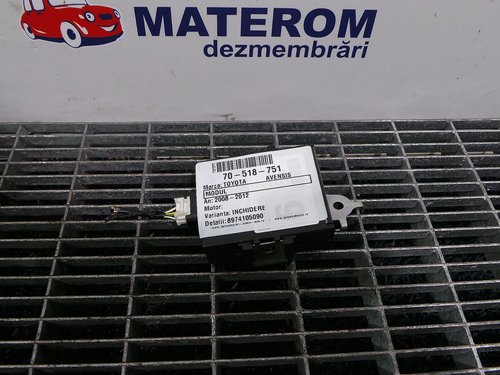 MATEROM
dezmembrări
70-518-751
Marca: TOYOTA AVENSIS
MODUL
An: 2008-2012
Motor:
Varianta: INCHIDERE
Detalii: 8974105090